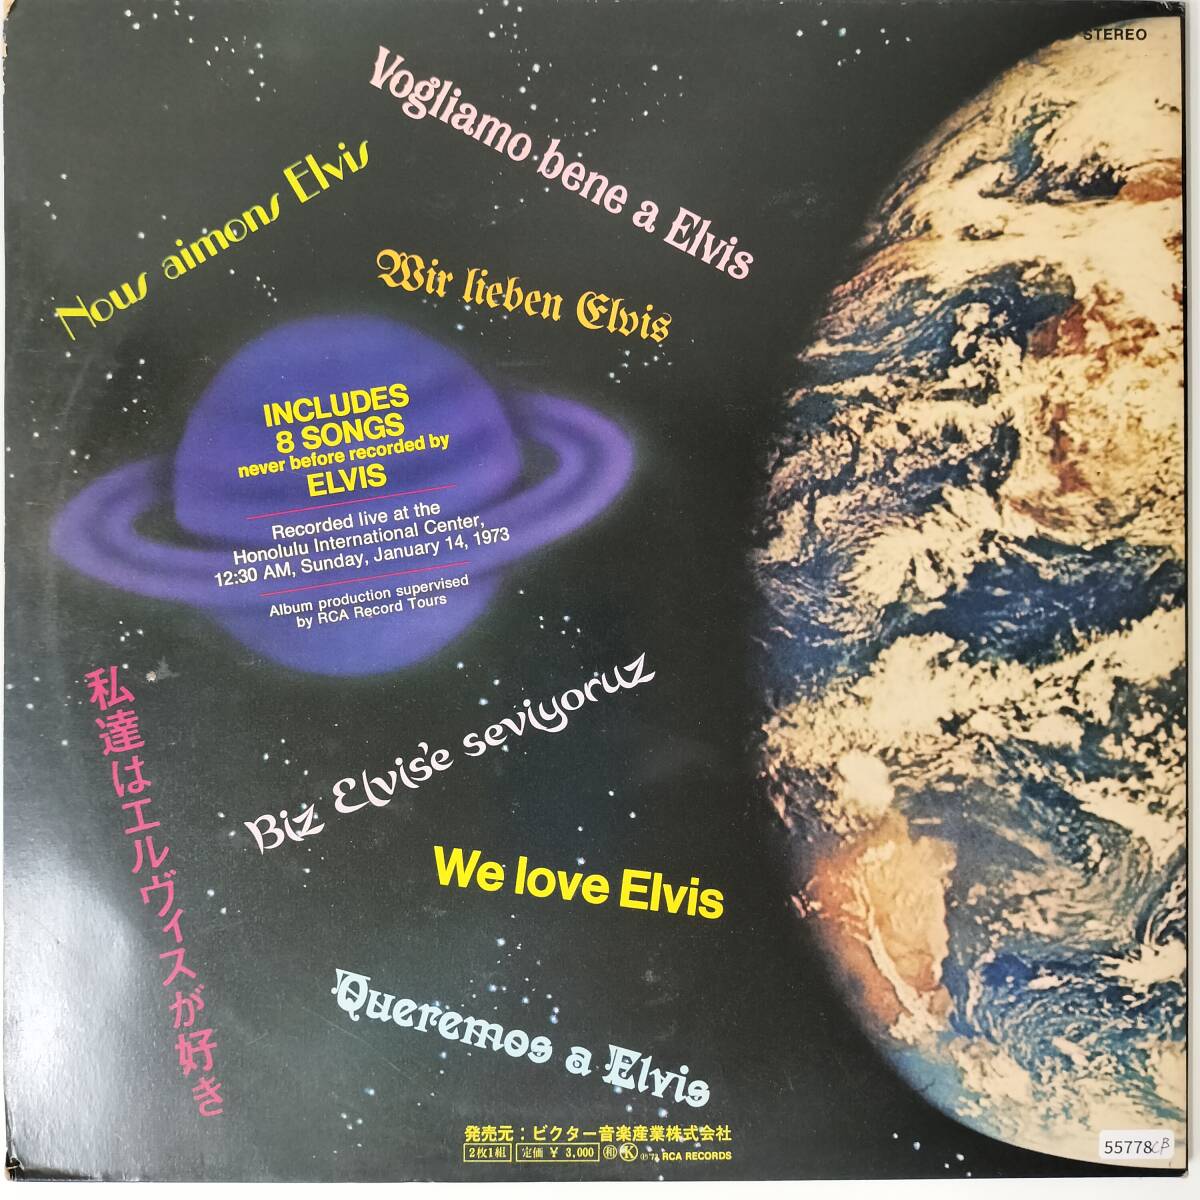 STEREO
Vogliamo bene a Elvis
Nous aimons Elvis
Wir lieben Elvis
INCLUDES
8 SONGS
never before recorded by
ELVIS
Recorded live at the
Honolulu International Center,
12:30 AM, Sunday, January 14, 1973
Album production supervised
by RCA Record Tours
私達はエルヴィスが好き
Biz Elvis'e seviyoruz
We love Elvis
Queremos a Elvis
発売元:ビクター音楽産業株式会社
2枚1組 定価 ¥ 3,000 ㊓ K RCA RECORDS
55778